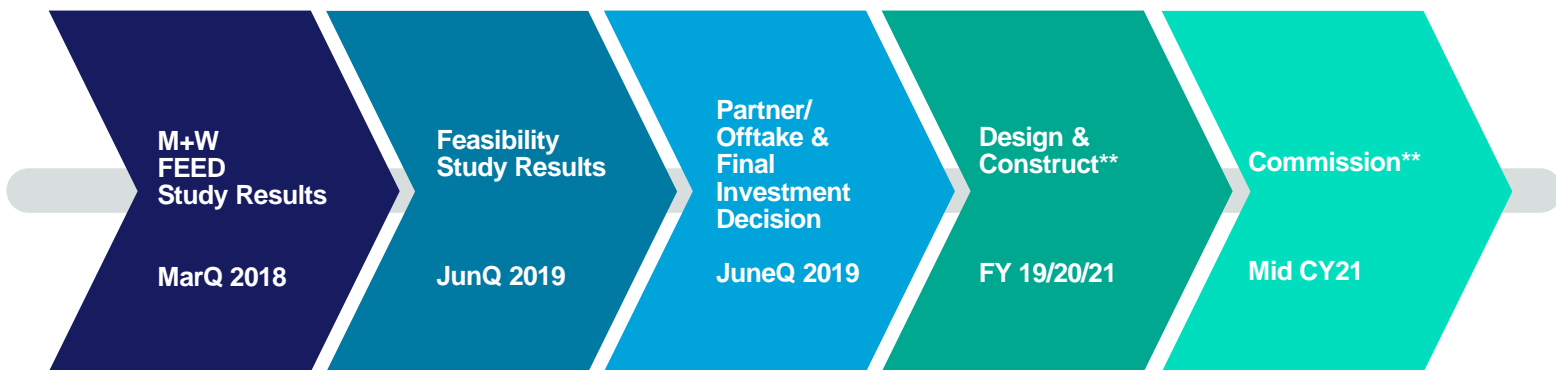 M+W
FEED
Study Results
MarQ 2018
Feasibility
Study Results
JunQ 2019
Partner/
Offtake &
Final
Investment
Decision
JuneQ 2019
Design &
Construct**
FY 19/20/21
Commission**
Mid CY21